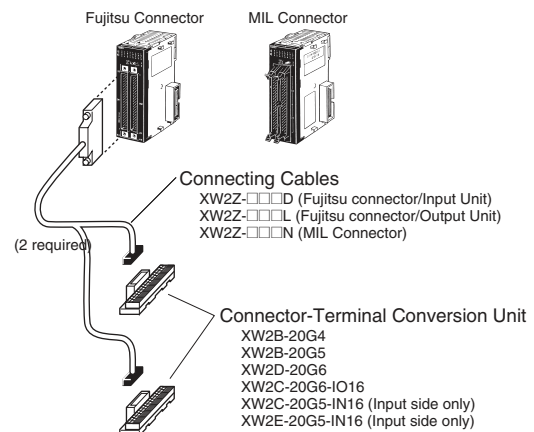 Fujitsu Connector
MIL Connector
Connecting Cables
XW2Z-□□□D (Fujitsu connector/Input Unit)
XW2Z-□□□L (Fujitsu connector/Output Unit)
XW2Z-□□□N (MIL Connector)
(2 required)
Connector-Terminal Conversion Unit
XW2B-20G4
XW2B-20G5
XW2D-20G6
XW2C-20G6-IO16
XW2C-20G5-IN16 (Input side only)
XW2E-20G5-IN16 (Input side only)